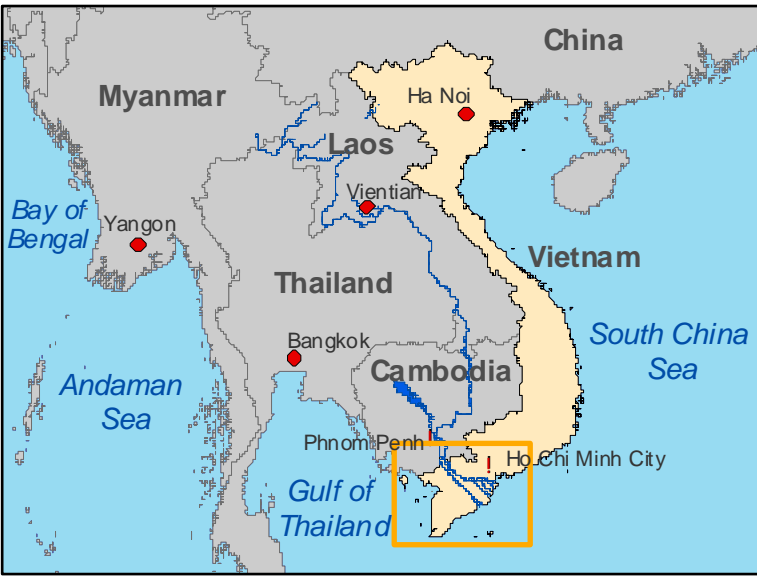 China
Myanmar
Ha Noi
Laos
Vientian
Bay of
Bengal
Yangon
Vietnam
Thailand
South China
Sea
Bangkok
Cambodia
Andaman
Sea
Phnom Penh
!
Ho Chi Minh City
!
Gulf of
Thailand